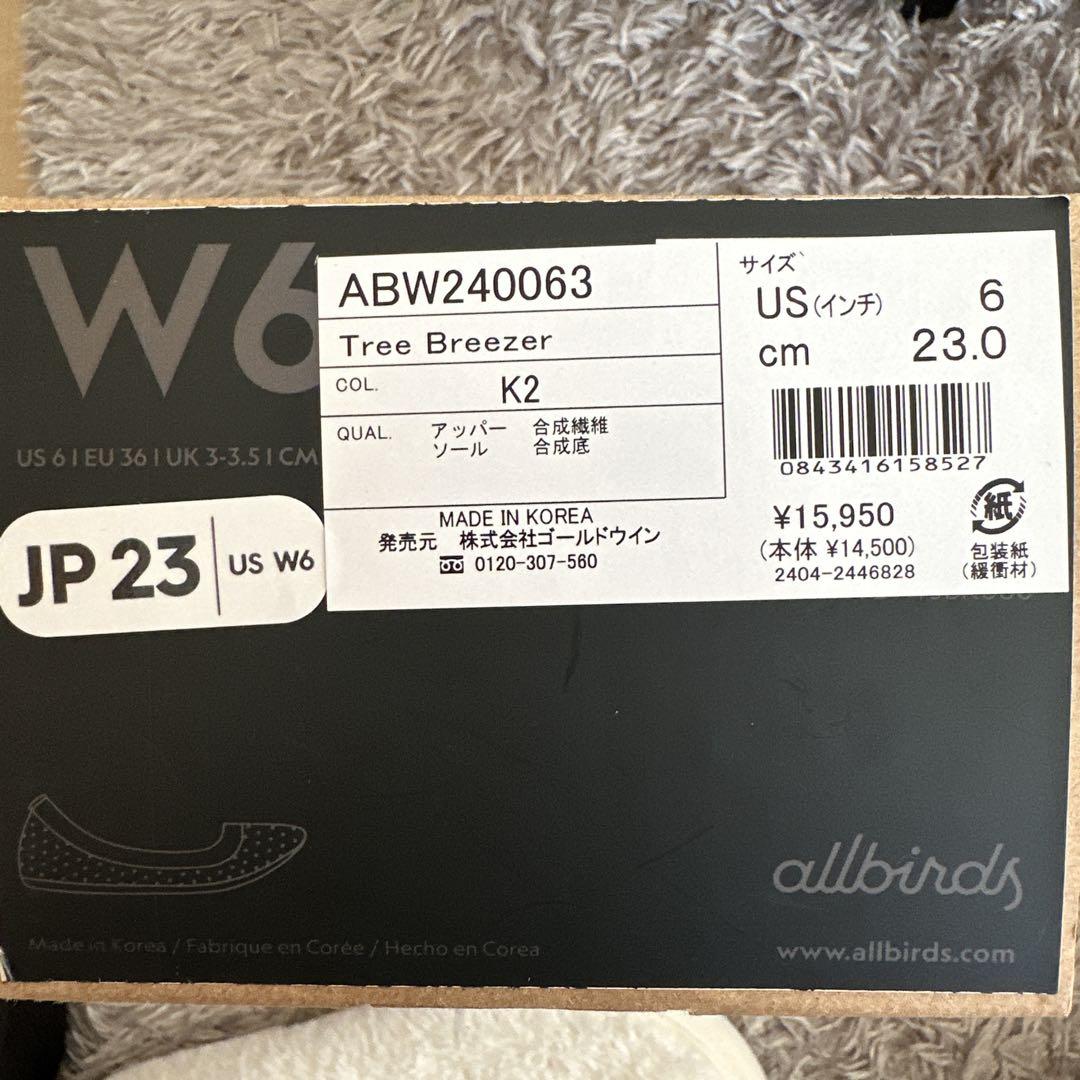 W6
US 6 | EU 36 | UK 3-3.5 | CM
JP 23 | US W6
ABW240063
Tree Breezer
COL. K2
QUAL. アッパー 合成繊維
ソール 合成底
MADE IN KOREA
発売元 株式会社ゴールドウイン
0120-307-560
サイズ
US(インチ) 6
cm 23.0
0843416158527
¥15,950
(本体 ¥14,500)
2404-2446828
紙
包装紙
(緩衝材)
allbirds
Made in Korea / Fabriqué en Corée / Hecho en Corea
www.allbirds.com